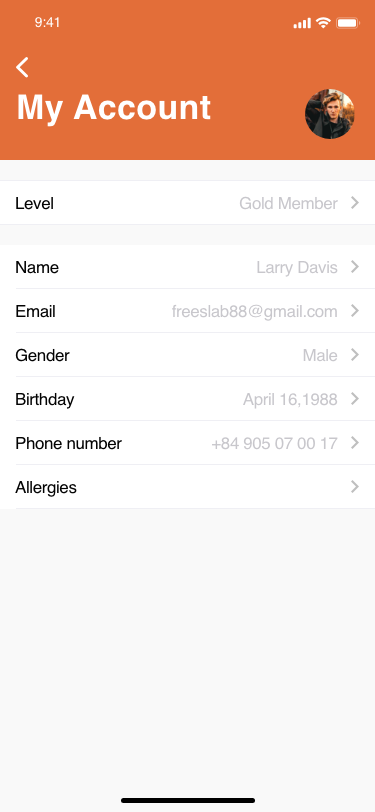 9:41
My Account
Level Gold Member
Name Larry Davis
Email freeslab88@gmail.com
Gender Male
Birthday April 16,1988
Phone number +84 905 07 00 17
Allergies